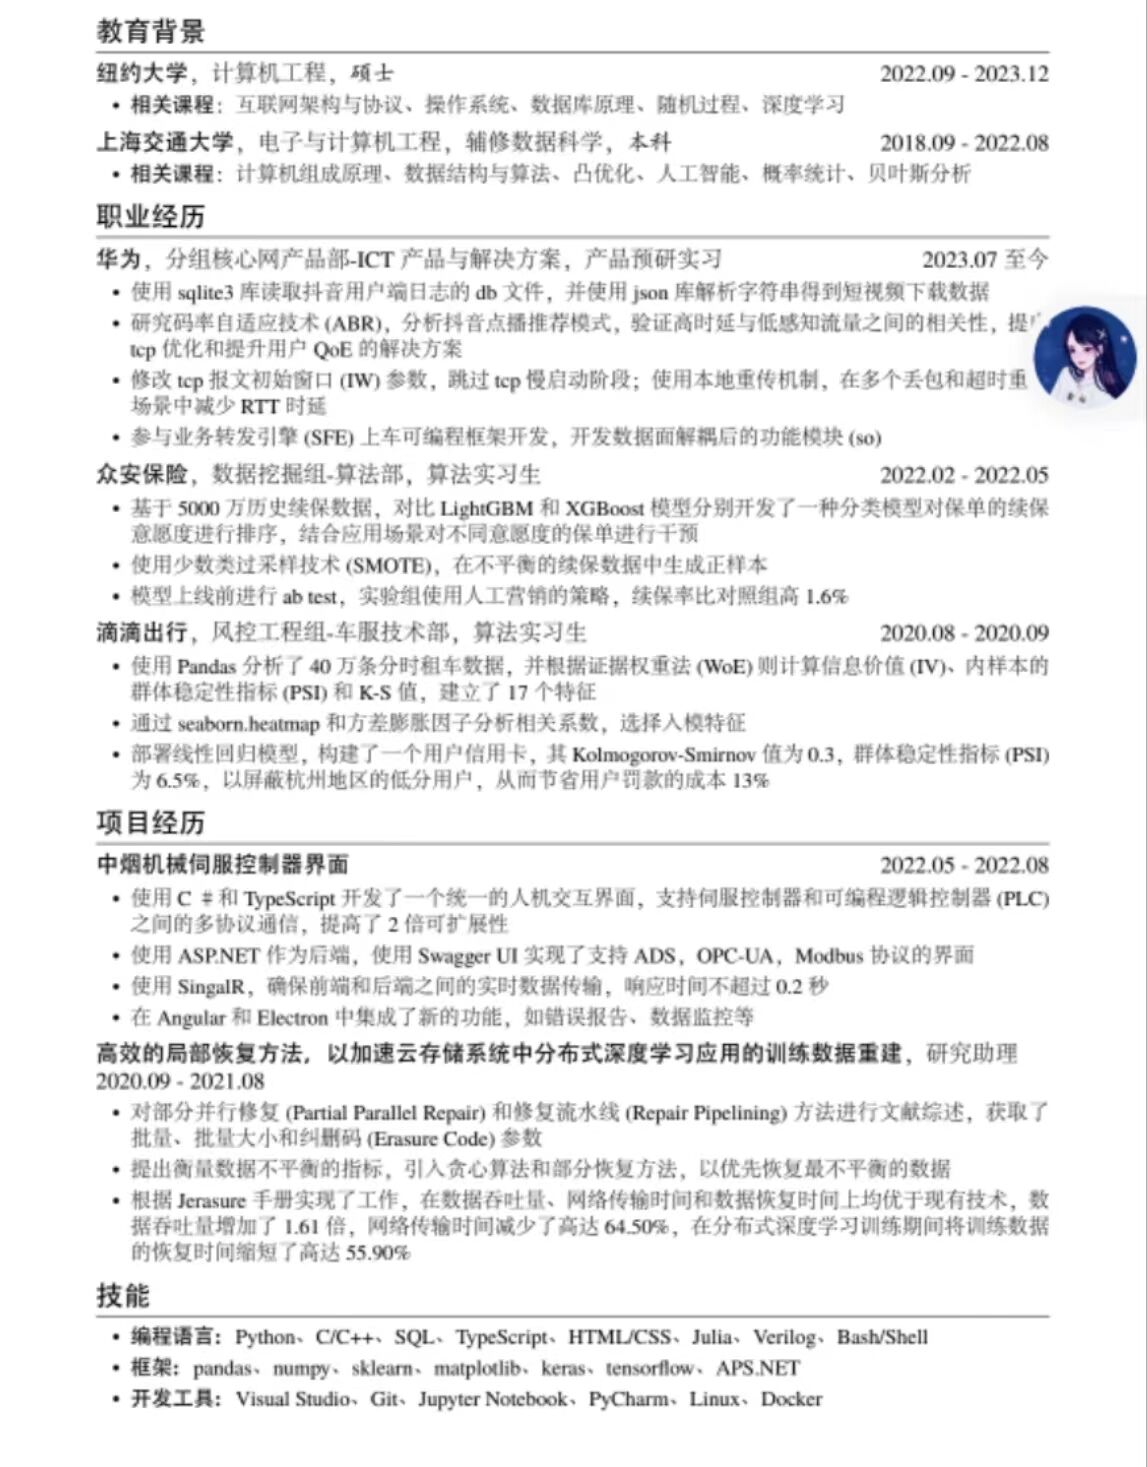 教育背景
纽约大学，计算机工程，硕士 2022.09 - 2023.12
• 相关课程：互联网架构与协议、操作系统、数据库原理、随机过程、深度学习
上海交通大学，电子与计算机工程，辅修数据科学，本科 2018.09 - 2022.08
• 相关课程：计算机组成原理、数据结构与算法、凸优化、人工智能、概率统计、贝叶斯分析
职业经历
华为，分组核心网产品部-ICT 产品与解决方案，产品预研实习 2023.07 至今
• 使用 sqlite3 库读取抖音用户端日志的 db 文件，并使用 json 库解析字符串得到短视频下载数据
• 研究码率自适应技术 (ABR)，分析抖音点播推荐模式，验证高时延与低感知流量之间的相关性，
tcp 优化和提升用户 QoE 的解决方案
• 修改 tcp 报文初始窗口 (IW) 参数，跳过 tcp 慢启动阶段；使用本地重传机制，在多个丢包和超时重
场景中减少 RTT 时延
• 参与业务转发引擎 (SFE) 上车可编程框架开发，开发数据面解耦后的功能模块 (so)
众安保险，数据挖掘组-算法部，算法实习生 2022.02 - 2022.05
• 基于 5000 万历史续保数据，对比 LightGBM 和 XGBoost 模型分别开发了一种分类模型对保单的续保
意愿度进行排序，结合应用场景对不同意愿度的保单进行干预
• 使用少数类过采样技术 (SMOTE)，在不平衡的续保数据中生成正样本
• 模型上线前进行 ab test，实验组使用人工营销的策略，续保率比对照组高 1.6%
滴滴出行，风控工程组-车服技术部，算法实习生 2020.08 - 2020.09
• 使用 Pandas 分析了 40 万条分时租车数据，并根据证据权重法 (WoE) 则计算信息价值 (IV)、内样本的
群体稳定性指标 (PSI) 和 K-S 值，建立了 17 个特征
• 通过 seaborn.heatmap 和方差膨胀因子分析相关系数，选择入模特征
• 部署线性回归模型，构建了一个用户信用卡，其 Kolmogorov-Smirnov 值为 0.3，群体稳定性指标 (PSI)
为 6.5%，以屏蔽杭州地区的低分用户，从而节省用户罚款的成本 13%
项目经历
中烟机械伺服控制器界面 2022.05 - 2022.08
• 使用 C # 和 TypeScript 开发了一个统一的人机交互界面，支持伺服控制器和可编程逻辑控制器 (PLC)
之间的多协议通信，提高了 2 倍可扩展性
• 使用 ASP.NET 作为后端，使用 Swagger UI 实现了支持 ADS，OPC-UA，Modbus 协议的界面
• 使用 SingalR，确保前端和后端之间的实时数据传输，响应时间不超过 0.2 秒
• 在 Angular 和 Electron 中集成了新的功能，如错误报告、数据监控等
高效的局部恢复方法，以加速云存储系统中分布式深度学习应用的训练数据重建，研究助理
2020.09 - 2021.08
• 对部分并行修复 (Partial Parallel Repair) 和修复流水线 (Repair Pipelining) 方法进行文献综述，获取了
批量、批量大小和纠删码 (Erasure Code) 参数
• 提出衡量数据不平衡的指标，引入贪心算法和部分恢复方法，以优先恢复最不平衡的数据
• 根据 Jerasure 手册实现了工作，在数据吞吐量、网络传输时间和数据恢复时间上均优于现有技术，数
据吞吐量增加了 1.61 倍，网络传输时间减少了高达 64.50%，在分布式深度学习训练期间将训练数据
的恢复时间缩短了高达 55.90%
技能
• 编程语言：Python、C/C++、SQL、TypeScript、HTML/CSS、Julia、Verilog、Bash/Shell
• 框架：pandas、numpy、sklearn、matplotlib、keras、tensorflow、APS.NET
• 开发工具：Visual Studio、Git、Jupyter Notebook、PyCharm、Linux、Docker